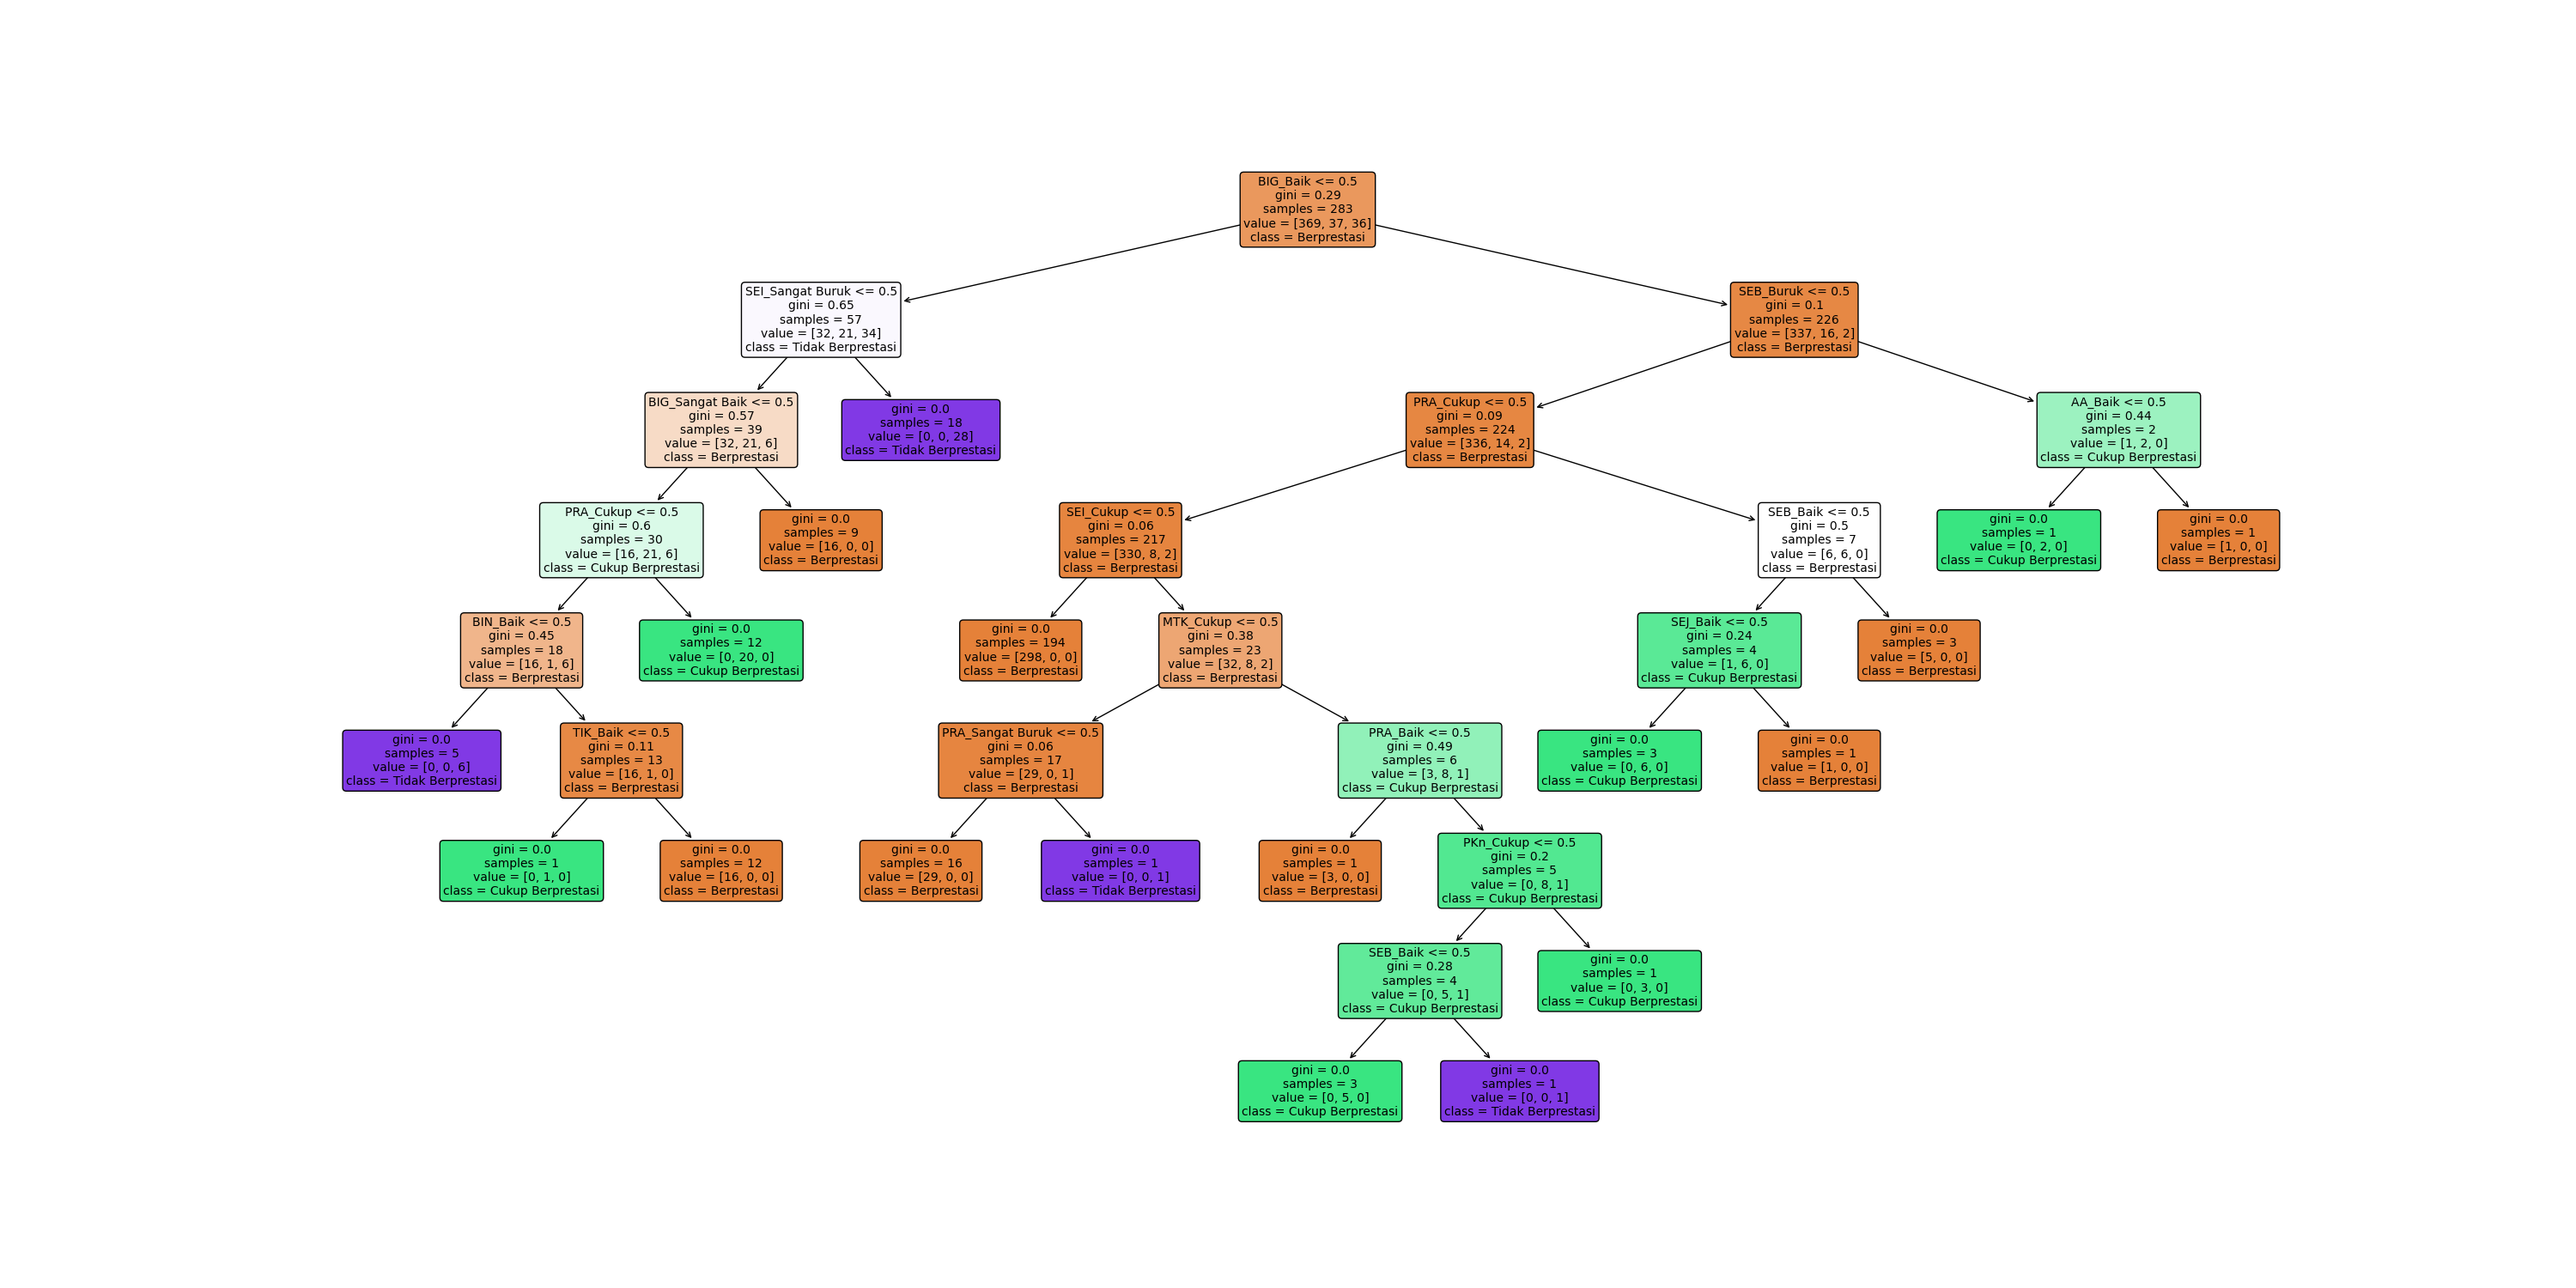 BIG_Baik <= 0.5
gini = 0.29
samples = 283
value = [369, 37, 36]
class = Berprestasi
SEI_Sangat Buruk <= 0.5
gini = 0.65
samples = 57
value = [32, 21, 34]
class = Tidak Berprestasi
SEB_Buruk <= 0.5
gini = 0.1
samples = 226
value = [337, 16, 2]
class = Berprestasi
BIG_Sangat Baik <= 0.5
gini = 0.57
samples = 39
value = [32, 21, 6]
class = Berprestasi
gini = 0.0
samples = 18
value = [0, 0, 28]
class = Tidak Berprestasi
PRA_Cukup <= 0.5
gini = 0.09
samples = 224
value = [336, 14, 2]
class = Berprestasi
AA_Baik <= 0.5
gini = 0.44
samples = 2
value = [1, 2, 0]
class = Cukup Berprestasi
PRA_Cukup <= 0.5
gini = 0.6
samples = 30
value = [16, 21, 6]
class = Cukup Berprestasi
gini = 0.0
samples = 9
value = [16, 0, 0]
class = Berprestasi
SEI_Cukup <= 0.5
gini = 0.06
samples = 217
value = [330, 8, 2]
class = Berprestasi
SEB_Baik <= 0.5
gini = 0.5
samples = 7
value = [6, 6, 0]
class = Berprestasi
gini = 0.0
samples = 1
value = [0, 2, 0]
class = Cukup Berprestasi
gini = 0.0
samples = 1
value = [1, 0, 0]
class = Berprestasi
BIN_Baik <= 0.5
gini = 0.45
samples = 18
value = [16, 1, 6]
class = Berprestasi
gini = 0.0
samples = 12
value = [0, 20, 0]
class = Cukup Berprestasi
gini = 0.0
samples = 194
value = [298, 0, 0]
class = Berprestasi
MTK_Cukup <= 0.5
gini = 0.38
samples = 23
value = [32, 8, 2]
class = Berprestasi
SEJ_Baik <= 0.5
gini = 0.24
samples = 4
value = [1, 6, 0]
class = Cukup Berprestasi
gini = 0.0
samples = 3
value = [5, 0, 0]
class = Berprestasi
gini = 0.0
samples = 5
value = [0, 0, 6]
class = Tidak Berprestasi
TIK_Baik <= 0.5
gini = 0.11
samples = 13
value = [16, 1, 0]
class = Berprestasi
PRA_Sangat Buruk <= 0.5
gini = 0.06
samples = 17
value = [29, 0, 1]
class = Berprestasi
PRA_Baik <= 0.5
gini = 0.49
samples = 6
value = [3, 8, 1]
class = Cukup Berprestasi
gini = 0.0
samples = 3
value = [0, 6, 0]
class = Cukup Berprestasi
gini = 0.0
samples = 1
value = [1, 0, 0]
class = Berprestasi
gini = 0.0
samples = 1
value = [0, 1, 0]
class = Cukup Berprestasi
gini = 0.0
samples = 12
value = [16, 0, 0]
class = Berprestasi
gini = 0.0
samples = 16
value = [29, 0, 0]
class = Berprestasi
gini = 0.0
samples = 1
value = [0, 0, 1]
class = Tidak Berprestasi
gini = 0.0
samples = 1
value = [3, 0, 0]
class = Berprestasi
PKn_Cukup <= 0.5
gini = 0.2
samples = 5
value = [0, 8, 1]
class = Cukup Berprestasi
SEB_Baik <= 0.5
gini = 0.28
samples = 4
value = [0, 5, 1]
class = Cukup Berprestasi
gini = 0.0
samples = 1
value = [0, 3, 0]
class = Cukup Berprestasi
gini = 0.0
samples = 3
value = [0, 5, 0]
class = Cukup Berprestasi
gini = 0.0
samples = 1
value = [0, 0, 1]
class = Tidak Berprestasi